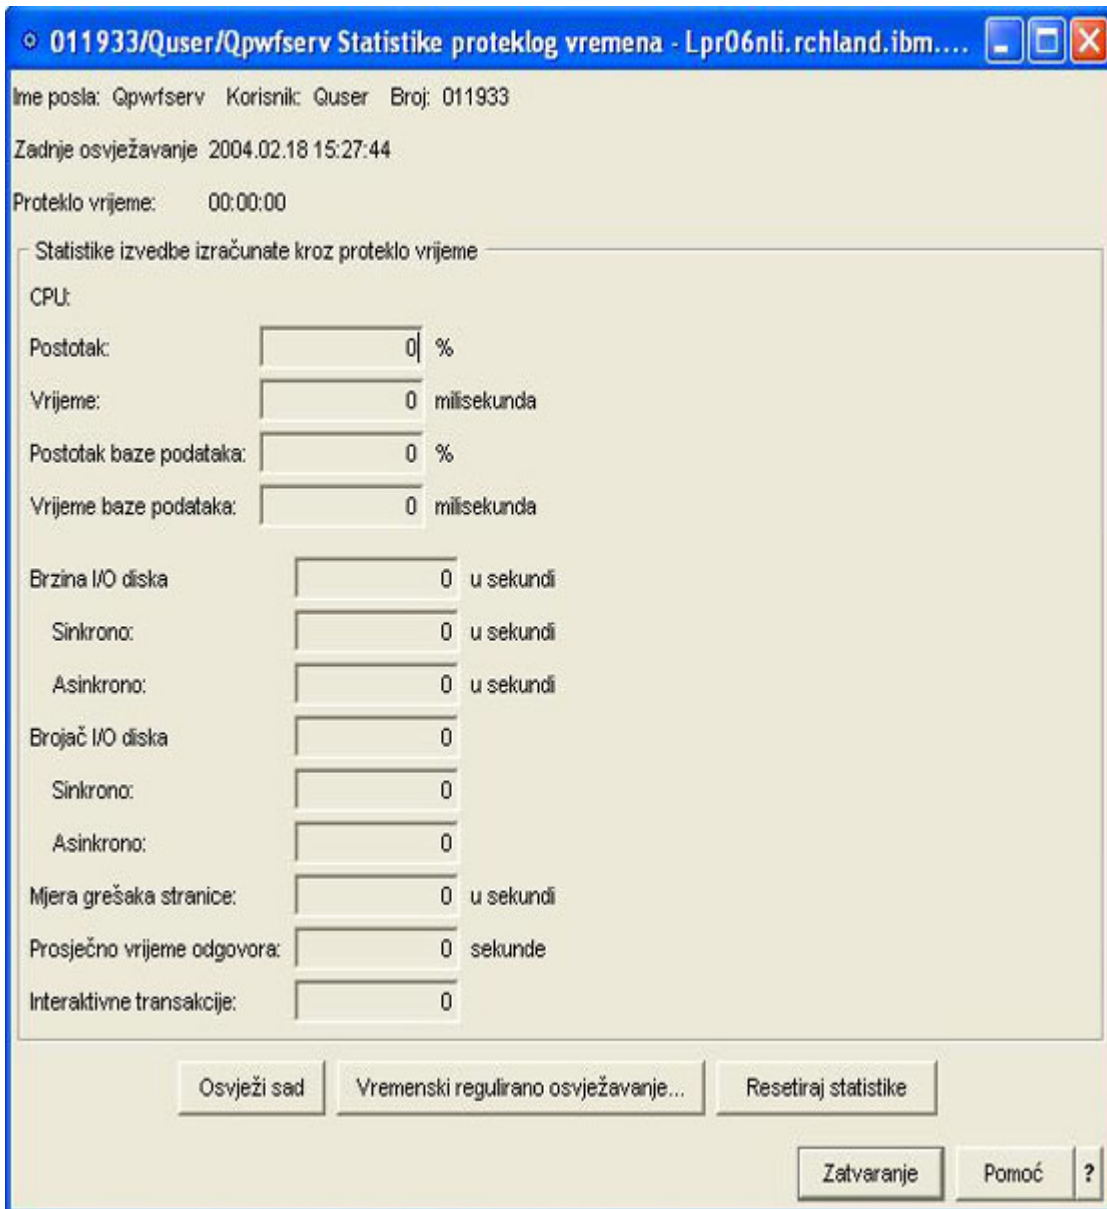 011933/Quser/Qpwfserv Statistike proteklog vremena - Lpr06nli.rchland.ibm....
Ime posla: Qpwfserv Korisnik: Quser Broj: 011933
Zadnje osvježavanje 2004.02.18 15:27:44
Proteklo vrijeme: 00:00:00
Statistike izvedbe izračunate kroz proteklo vrijeme
CPU:
Postotak: 0 %
Vrijeme: 0 milisekunda
Postotak baze podataka: 0 %
Vrijeme baze podataka: 0 milisekunda
Brzina I/O diska 0 u sekundi
Sinkrono: 0 u sekundi
Asinkrono: 0 u sekundi
Brojač I/O diska 0
Sinkrono: 0
Asinkrono: 0
Mjera grešaka stranice: 0 u sekundi
Prosječno vrijeme odgovora: 0 sekunde
Interaktivne transakcije: 0
Osvježi sad Vremenski regulirano osvježavanje... Resetiraj statistike
Zatvaranje Pomoć ?